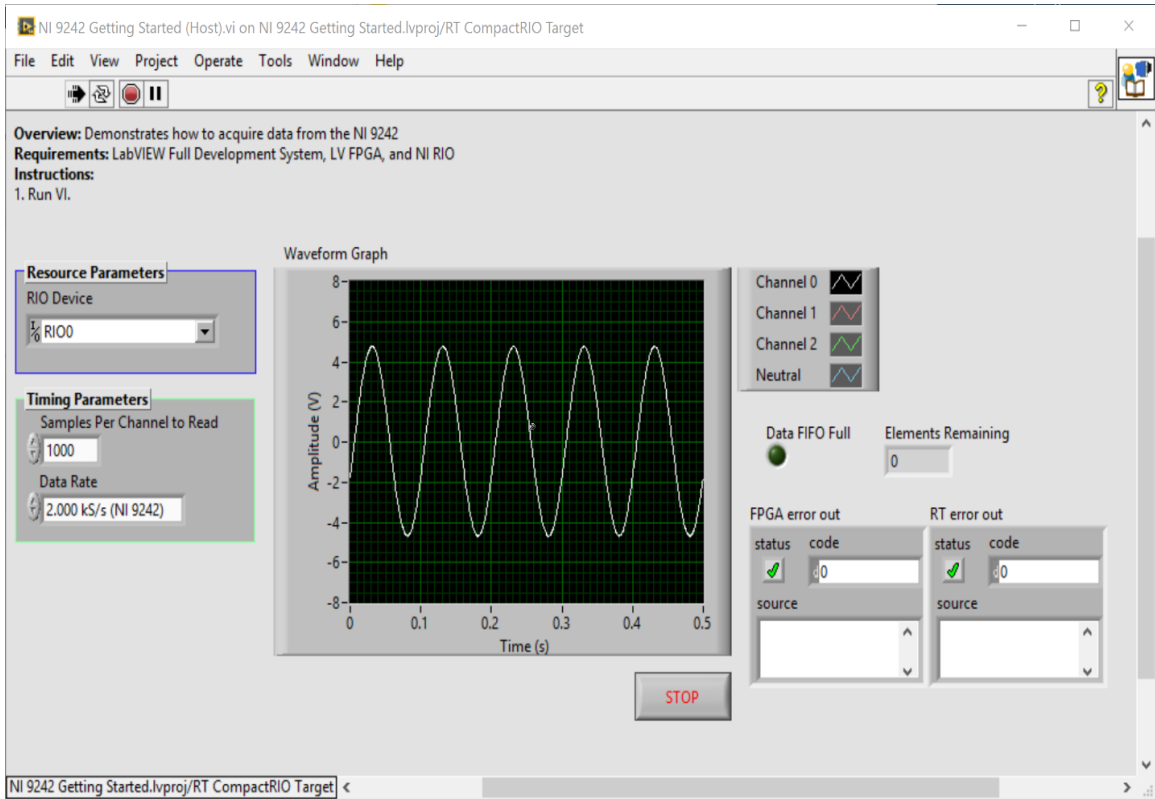 NI 9242 Getting Started (Host).vi on NI 9242 Getting Started.lvproj/RT CompactRIO Target
File Edit View Project Operate Tools Window Help
Overview: Demonstrates how to acquire data from the NI 9242
Requirements: LabVIEW Full Development System, LV FPGA, and NI RIO
Instructions:
1. Run VI.
Resource Parameters
RIO Device
I/O RIO0
Timing Parameters
Samples Per Channel to Read
1000
Data Rate
2.000 kS/s (NI 9242)
Waveform Graph
Amplitude (V)
8
6
4
2
0
-2
-4
-6
-8
0 0.1 0.2 0.3 0.4 0.5
Time (s)
Channel 0
Channel 1
Channel 2
Neutral
Data FIFO Full
Elements Remaining
0
FPGA error out
status code
d0
source
RT error out
status code
d0
source
STOP
NI 9242 Getting Started.lvproj/RT CompactRIO Target